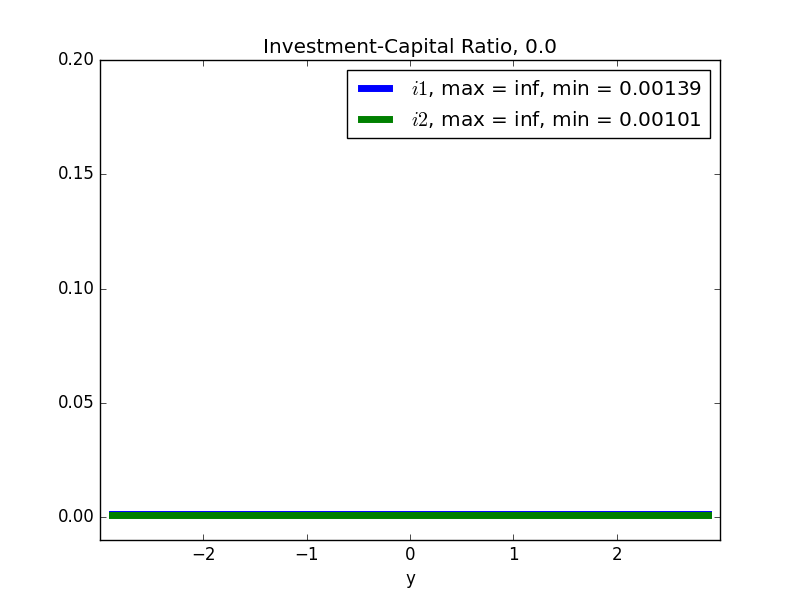 Investment-Capital Ratio, 0.0
0.20
i1, max = inf, min = 0.00139
i2, max = inf, min = 0.00101
0.15
0.10
0.05
0.00
−2 −1 0 1 2
y